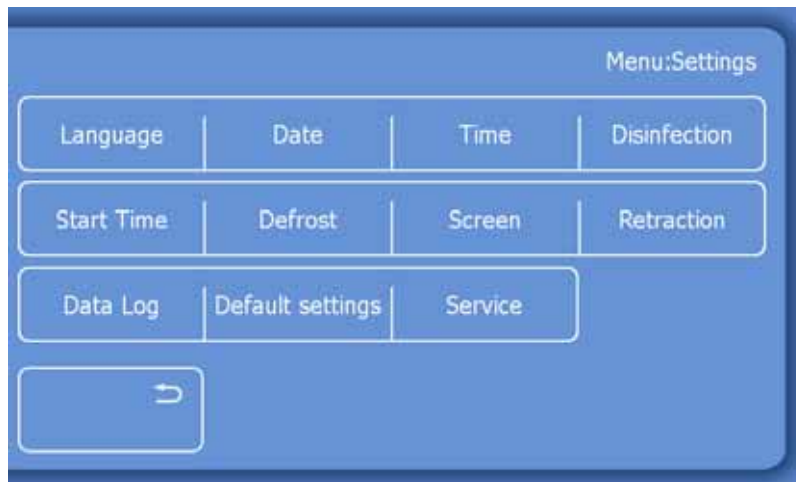 Menu:Settings
Language Date Time Disinfection
Start Time Defrost Screen Retraction
Data Log Default settings Service